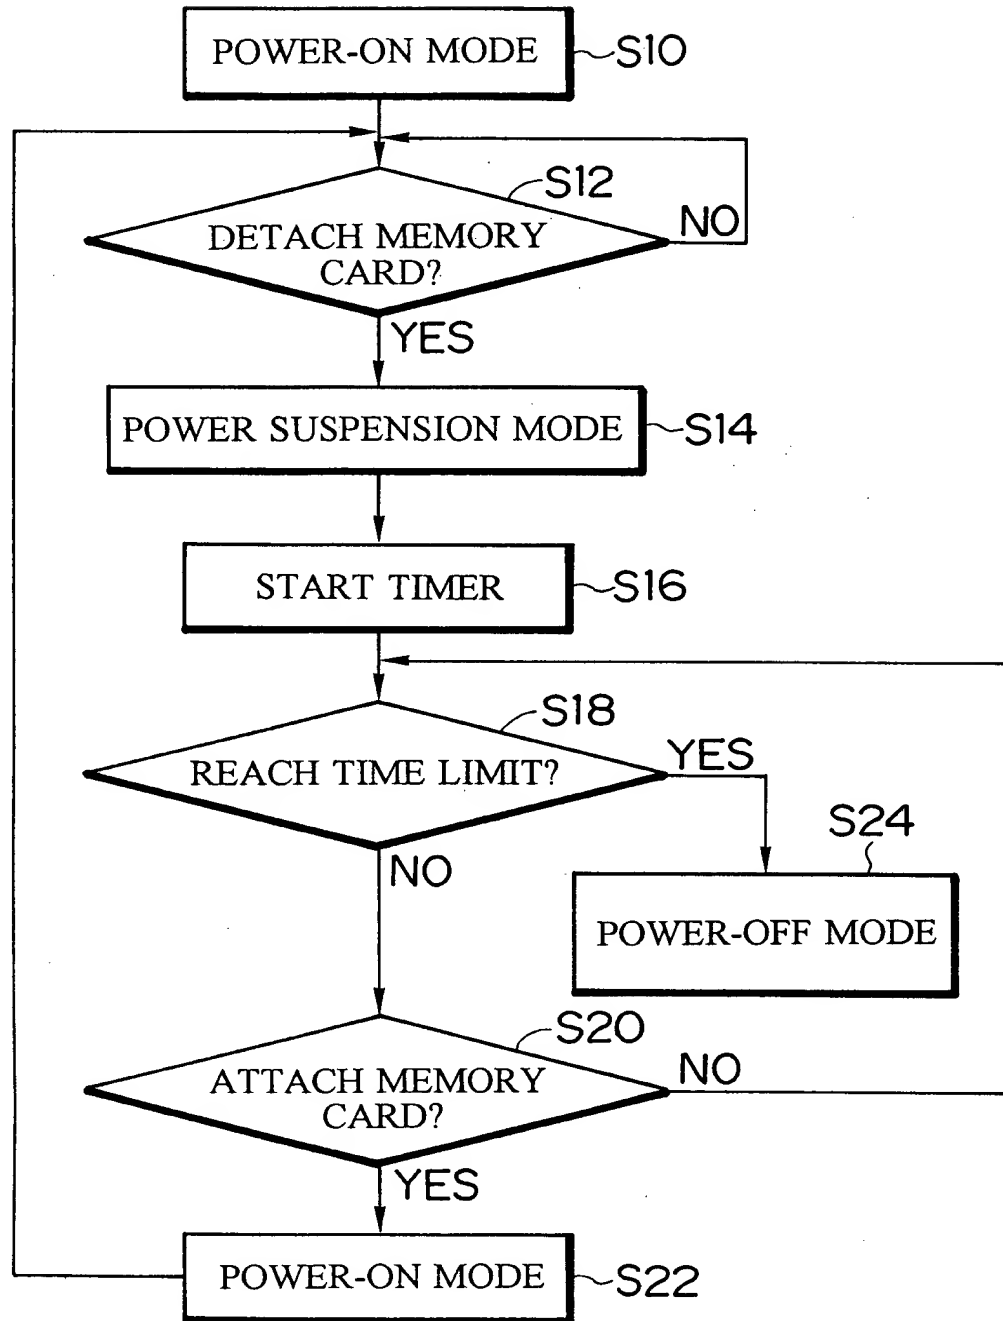 POWER-ON MODE
S10
S12
DETACH MEMORY
CARD?
NO
YES
POWER SUSPENSION MODE
S14
START TIMER
S16
S18
REACH TIME LIMIT?
YES
NO
S24
POWER-OFF MODE
S20
ATTACH MEMORY
CARD?
NO
YES
POWER-ON MODE
S22